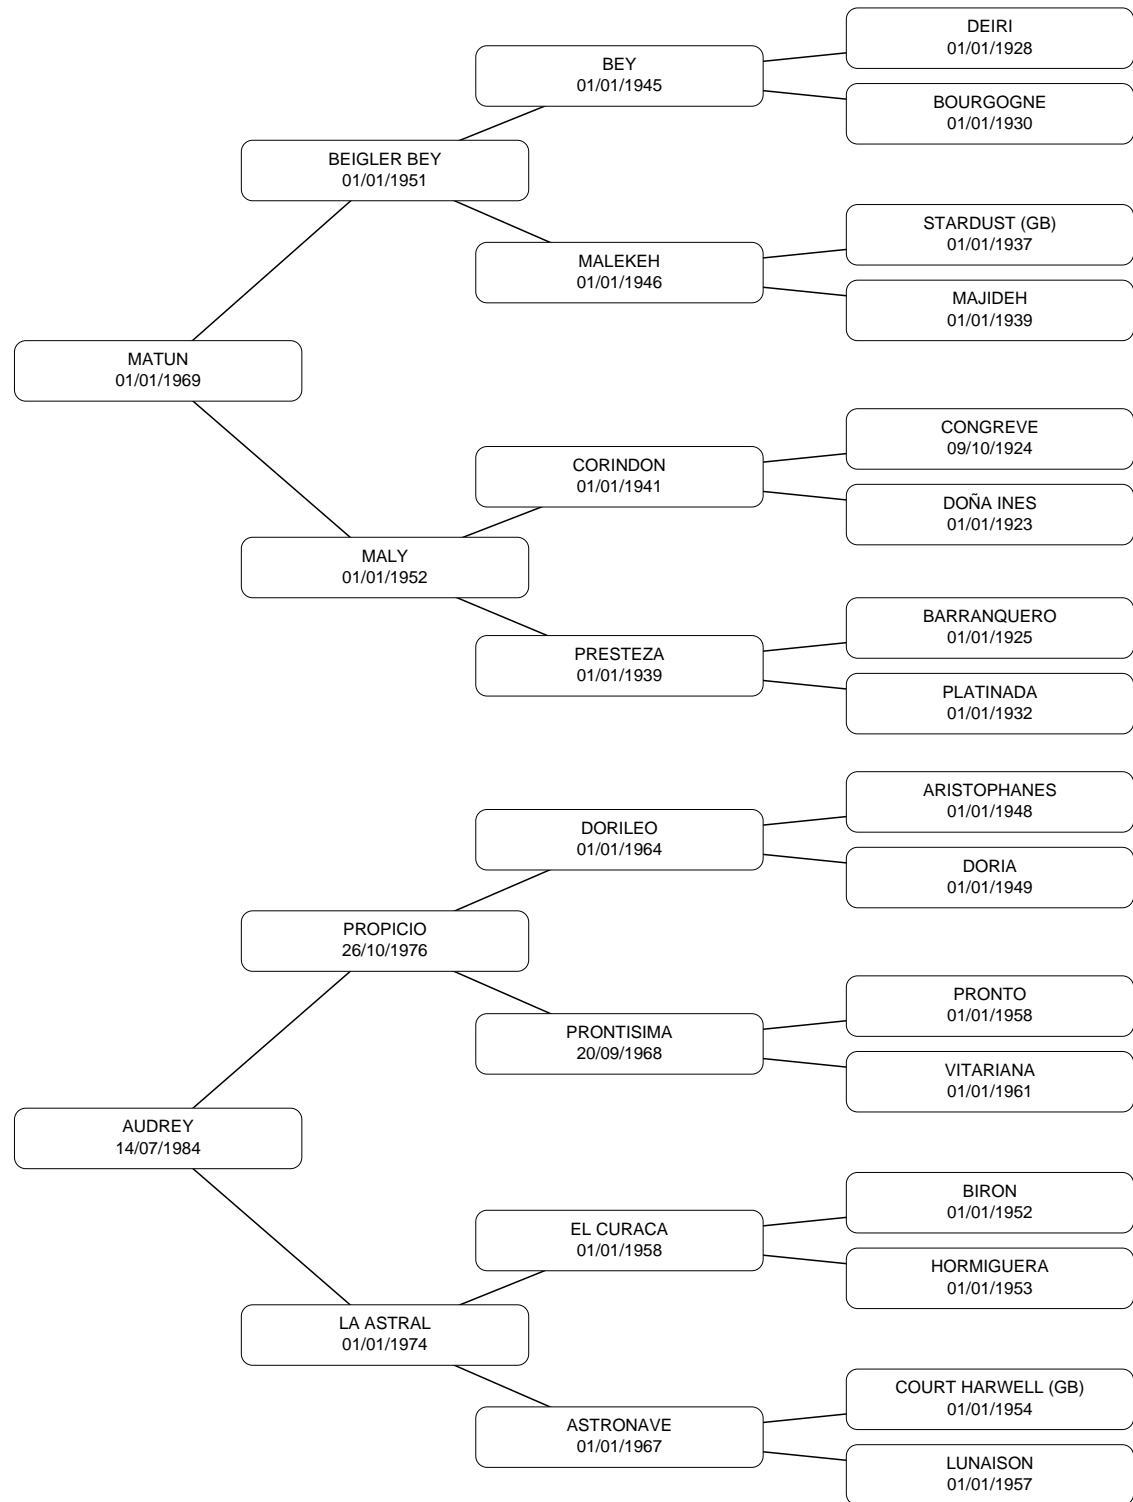 DEIRI
01/01/1928
BEY
01/01/1945
BOURGOGNE
01/01/1930
BEIGLER BEY
01/01/1951
STARDUST (GB)
01/01/1937
MALEKEH
01/01/1946
MAJIDEH
01/01/1939
MATUN
01/01/1969
CONGREVE
09/10/1924
CORINDON
01/01/1941
DOÑA INES
01/01/1923
MALY
01/01/1952
BARRANQUERO
01/01/1925
PRESTEZA
01/01/1939
PLATINADA
01/01/1932
ARISTOPHANES
01/01/1948
DORILEO
01/01/1964
DORIA
01/01/1949
PROPICIO
26/10/1976
PRONTO
01/01/1958
PRONTISIMA
20/09/1968
VITARIANA
01/01/1961
AUDREY
14/07/1984
BIRON
01/01/1952
EL CURACA
01/01/1958
HORMIGUERA
01/01/1953
LA ASTRAL
01/01/1974
COURT HARWELL (GB)
01/01/1954
ASTRONAVE
01/01/1967
LUNAISON
01/01/1957